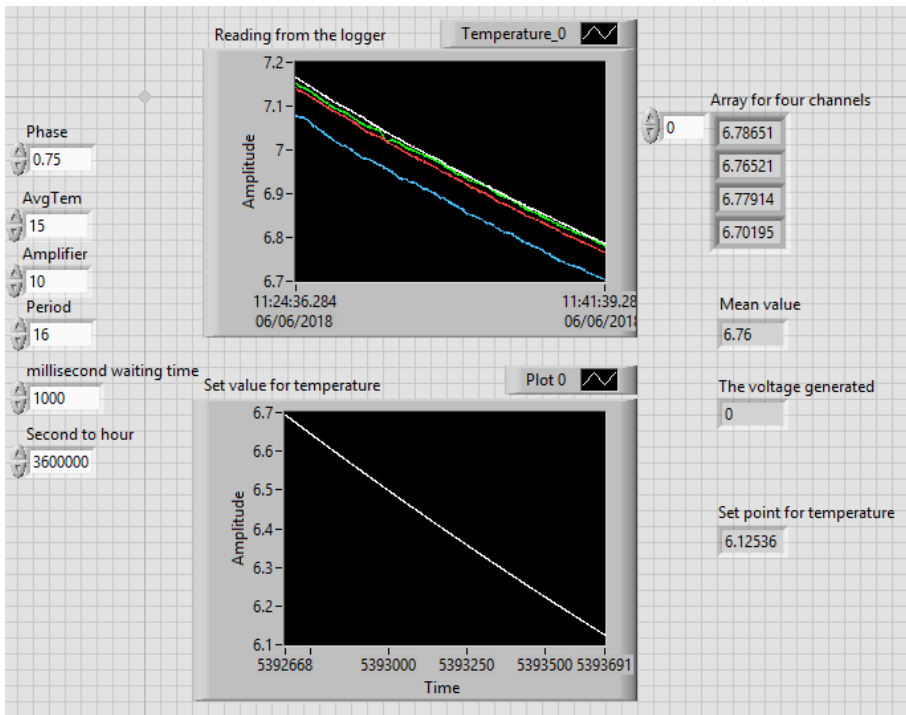 Reading from the logger
Temperature_0
7.2
7.1
7
6.9
6.8
6.7
Amplitude
11:24:36.284
06/06/2018
11:41:39.28
06/06/201
Phase
0.75
AvgTem
15
Amplifier
10
Period
16
millisecond waiting time
1000
Second to hour
3600000
Set value for temperature
Plot 0
6.7
6.6
6.5
6.4
6.3
6.2
6.1
Amplitude
5392668 5393000 5393250 5393500 5393691
Time
Array for four channels
0
6.78651
6.76521
6.77914
6.70195
Mean value
6.76
The voltage generated
0
Set point for temperature
6.12536